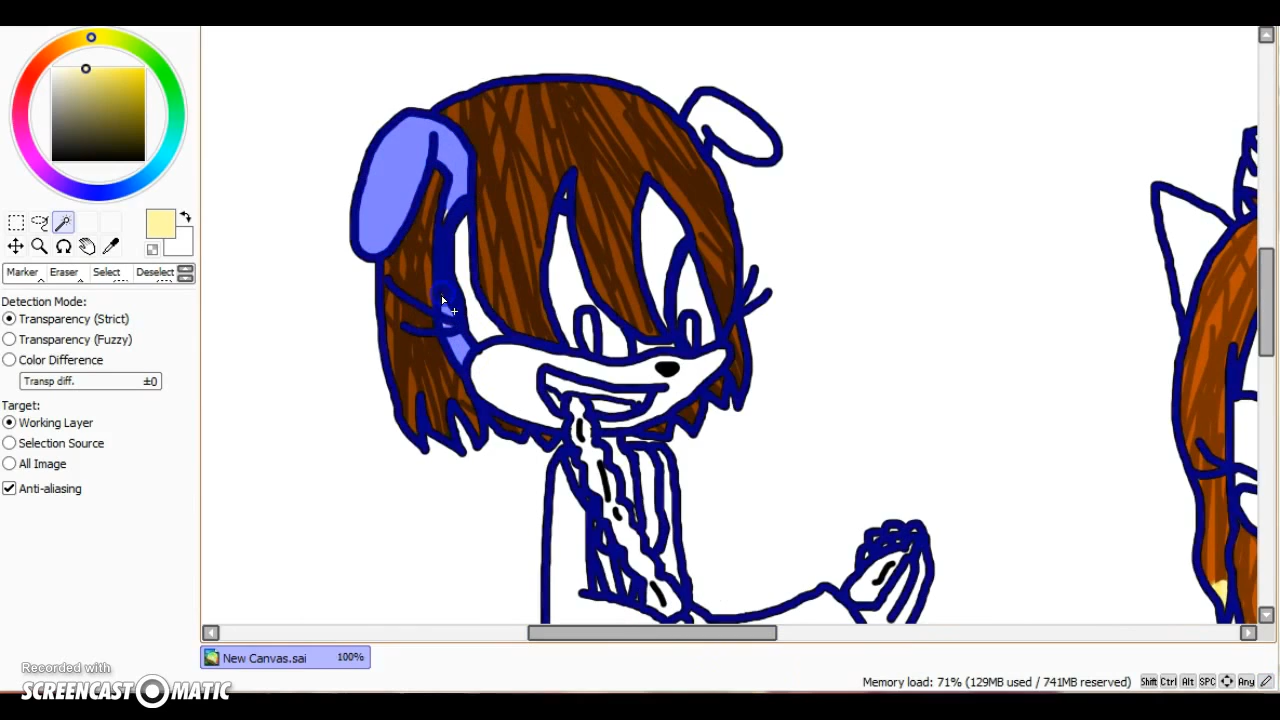 Marker Eraser Select Deselect
Detection Mode:
Transparency (Strict)
Transparency (Fuzzy)
Color Difference
Transp diff. ±0
Target:
Working Layer
Selection Source
All Image
Anti-aliasing
New Canvas.sai 100%
Recorded with
SCREENCAST-O-MATIC
Memory load: 71% (129MB used / 741MB reserved) Shift Ctrl Alt SPC Any